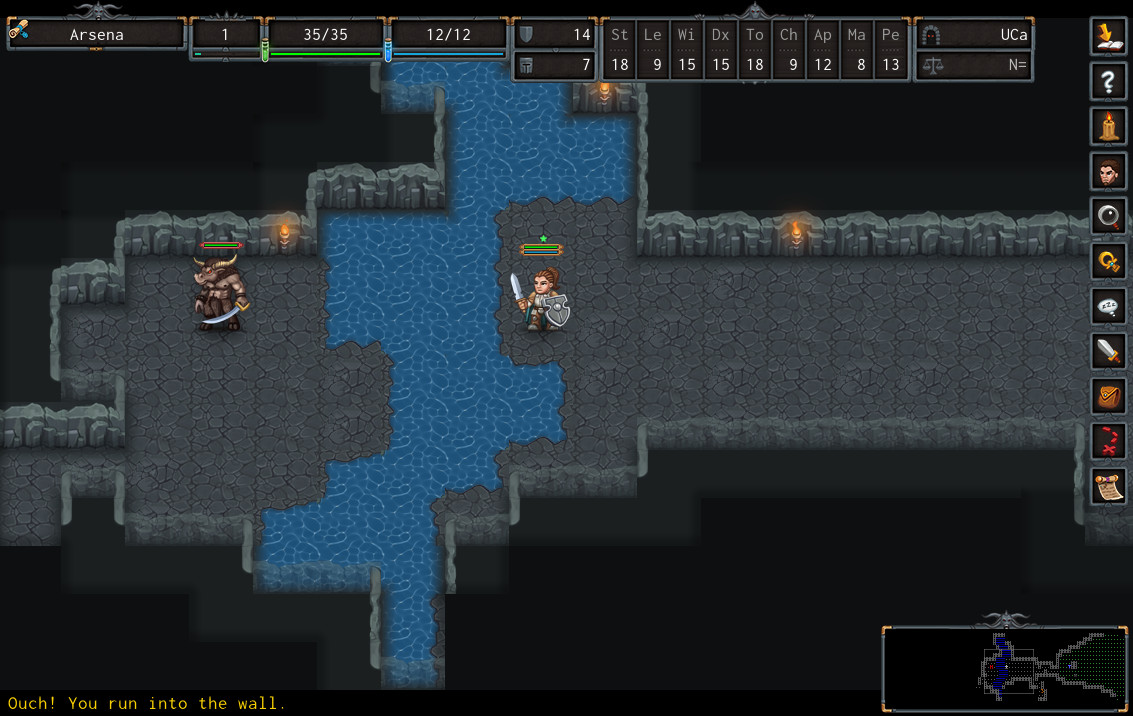 Arsena
1
35/35
12/12
14
7
St Le Wi Dx To Ch Ap Ma Pe
18 9 15 15 18 9 12 8 13
UCa
N=
?
zZZ
Ouch! You run into the wall.